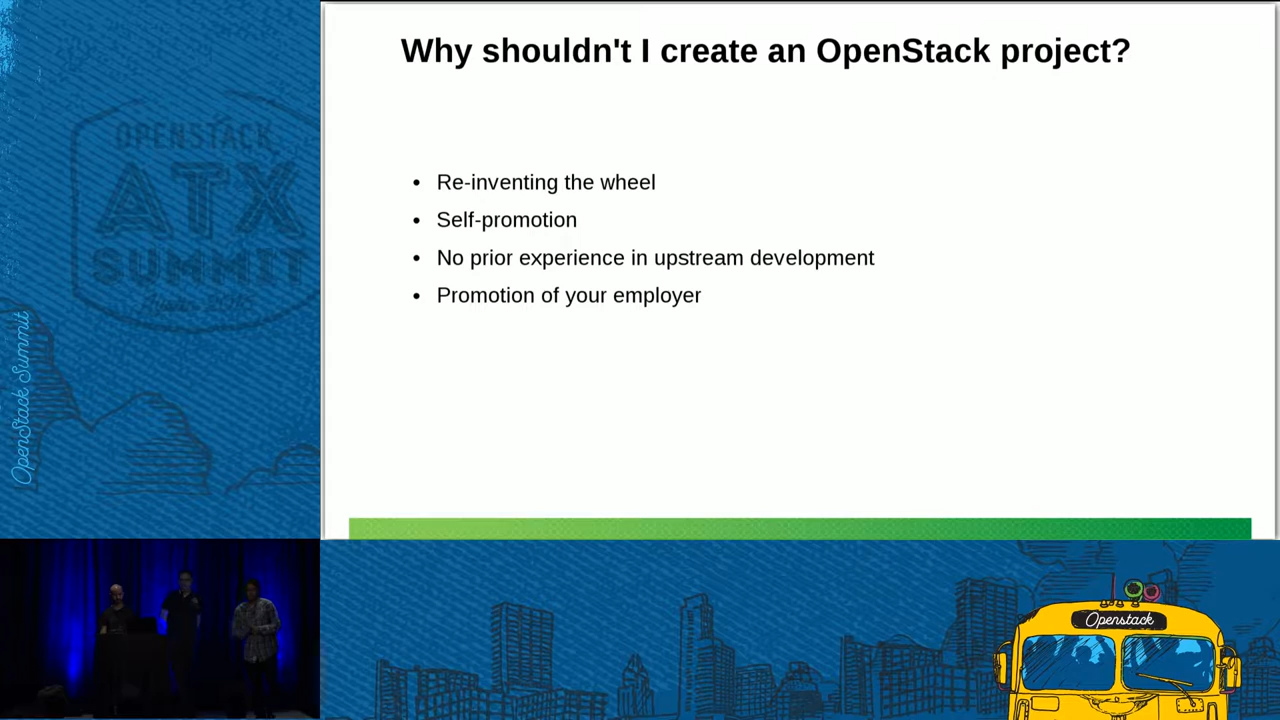 Why shouldn't I create an OpenStack project?
• Re-inventing the wheel
• Self-promotion
• No prior experience in upstream development
• Promotion of your employer
OPENSTACK
ATX
SUMMIT
OpenStack Summit
Openstack